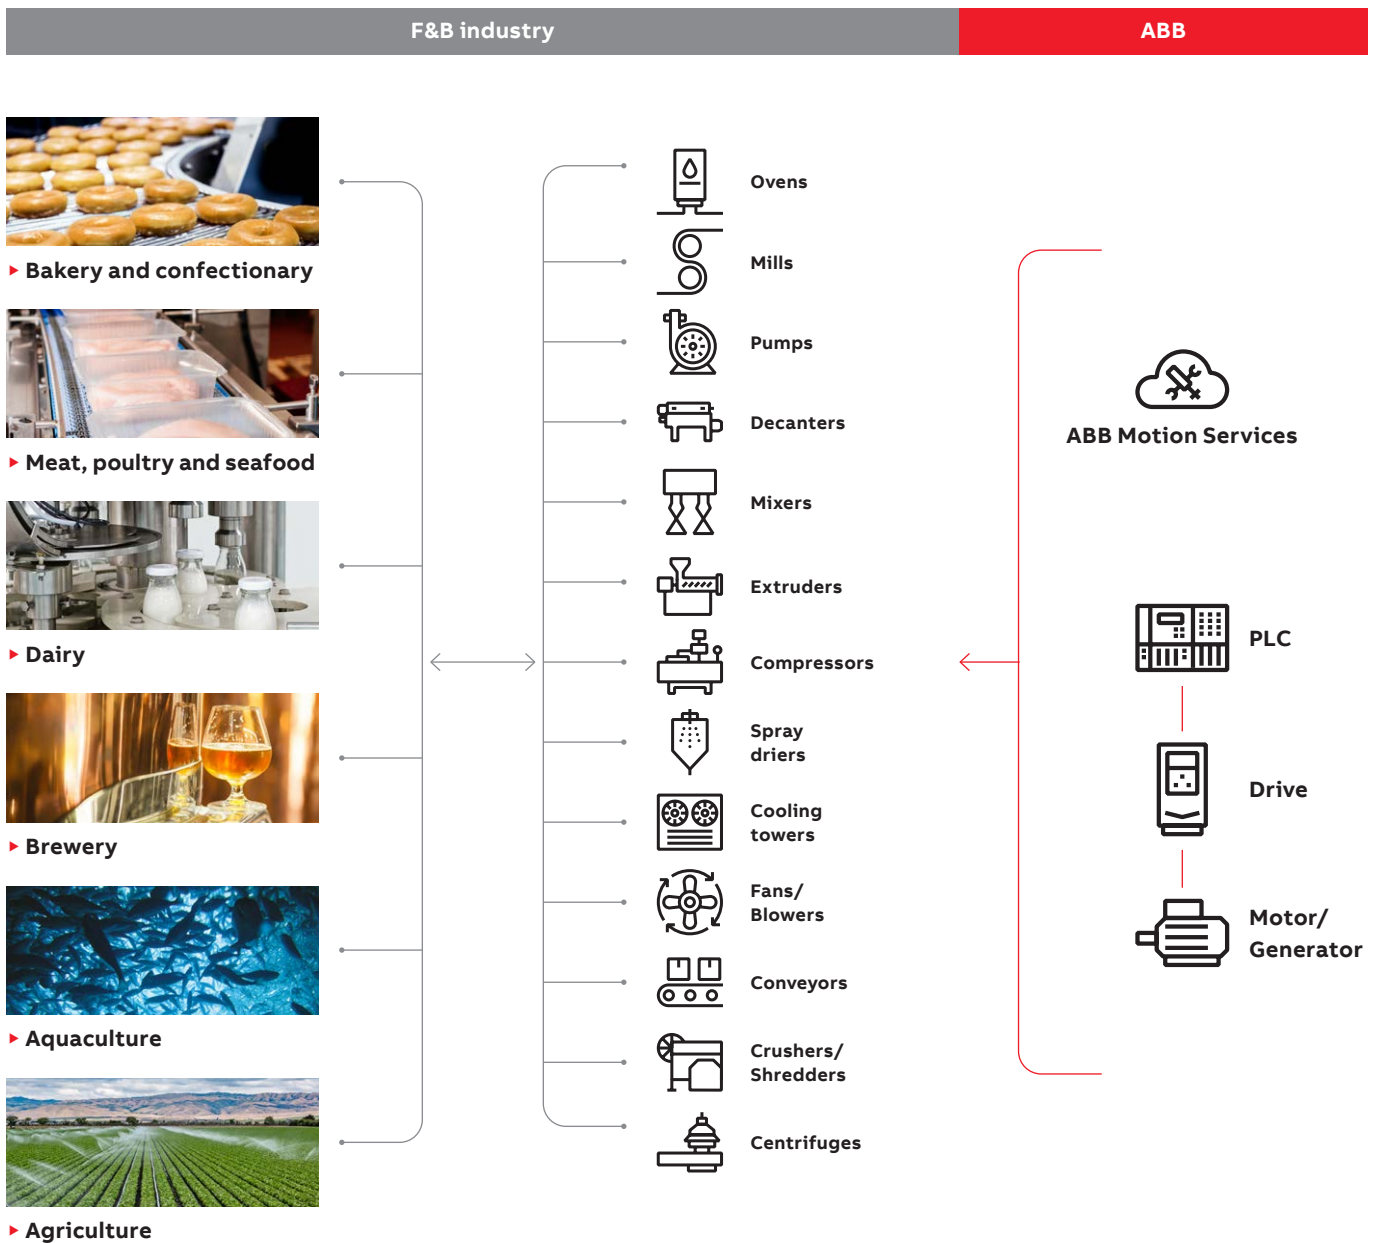 F&B industry
ABB
Bakery and confectionary
Meat, poultry and seafood
Dairy
Brewery
Aquaculture
Agriculture
Ovens
Mills
Pumps
Decanters
Mixers
Extruders
Compressors
Spray
driers
Cooling
towers
Fans/
Blowers
Conveyors
Crushers/
Shredders
Centrifuges
ABB Motion Services
PLC
Drive
Motor/
Generator